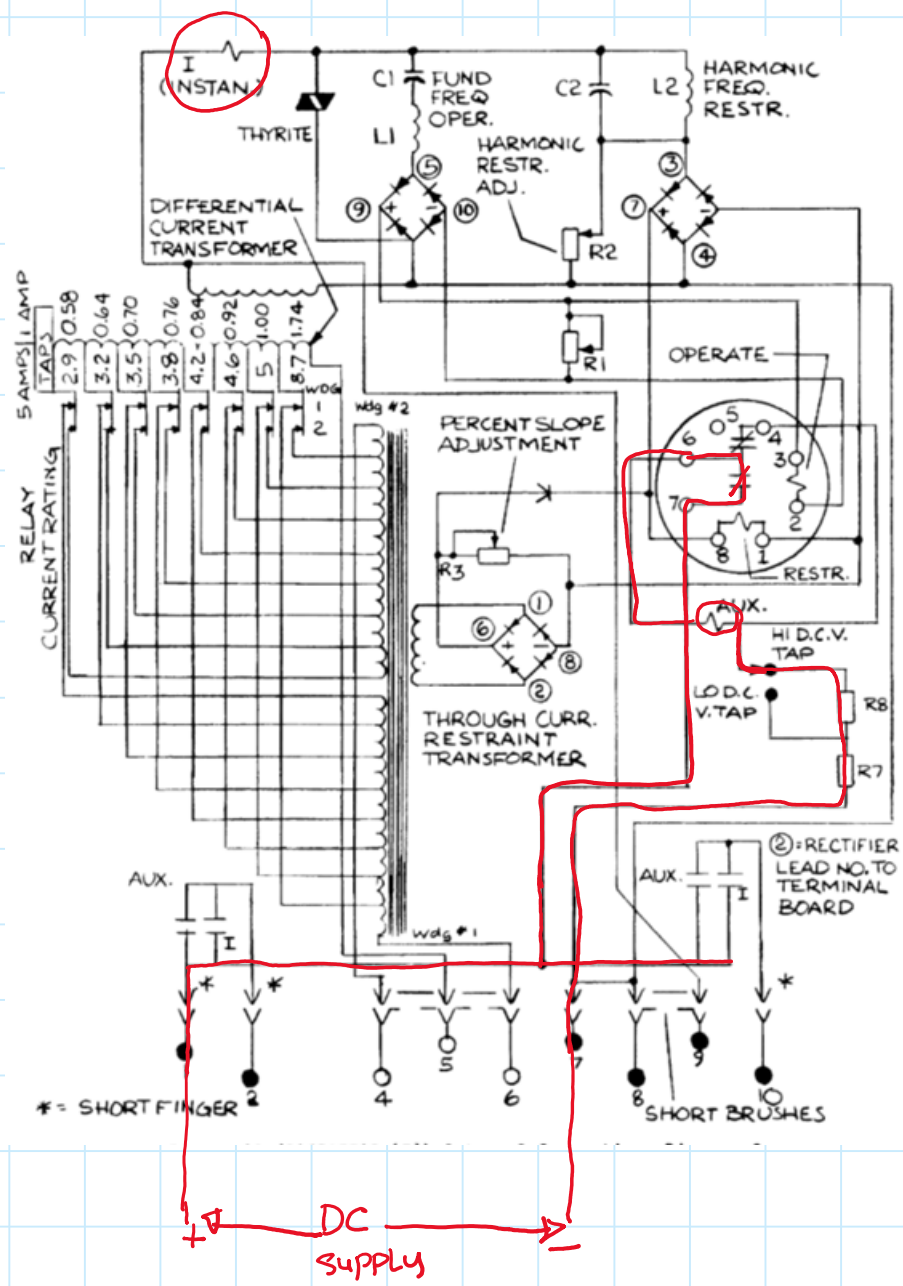 I
(INSTAN.)
THYRITE
C1 FUND
FREQ
OPER.
L1
HARMONIC
RESTR.
ADJ.
C2
L2
HARMONIC
FREQ.
RESTR.
5
9
10
+
-
3
7
4
+
-
R2
R1
DIFFERENTIAL
CURRENT
TRANSFORMER
5 AMPS 1 AMP
TAPS
2.9 0.58
3.2 0.64
3.5 0.70
3.8 0.76
4.2 0.84
4.6 0.92
5 1.00
8.7 1.74
WDG
1
2
RELAY
CURRENT RATING
Wdg #2
PERCENT SLOPE
ADJUSTMENT
OPERATE
5
6
4
3
7
2
8
1
RESTR.
R3
1
6
+
-
8
2
THROUGH CURR.
RESTRAINT
TRANSFORMER
AUX.
HI D.C.V.
TAP
LO D.C.
V. TAP
R8
R7
2 = RECTIFIER
LEAD NO. TO
TERMINAL
BOARD
AUX.
I
Wdg #1
AUX.
I
* * *
2
4
5
6
7
8
9
10
* = SHORT FINGER
SHORT BRUSHES
+ DC -
supply